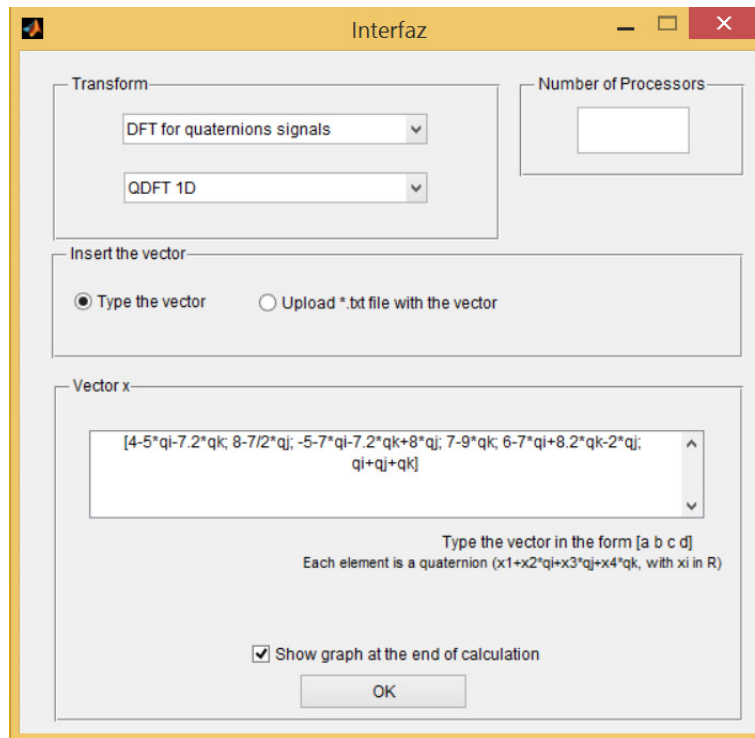 Interfaz
Transform
Number of Processors
DFT for quaternions signals
QDFT 1D
Insert the vector
Type the vector
Upload *.txt file with the vector
Vector x
[4-5*qi-7.2*qk; 8-7/2*qj; -5-7*qi-7.2*qk+8*qj; 7-9*qk; 6-7*qi+8.2*qk-2*qj;
qi+qj+qk]
Type the vector in the form [a b c d]
Each element is a quaternion (x1+x2*qi+x3*qj+x4*qk, with xi in R)
Show graph at the end of calculation
OK